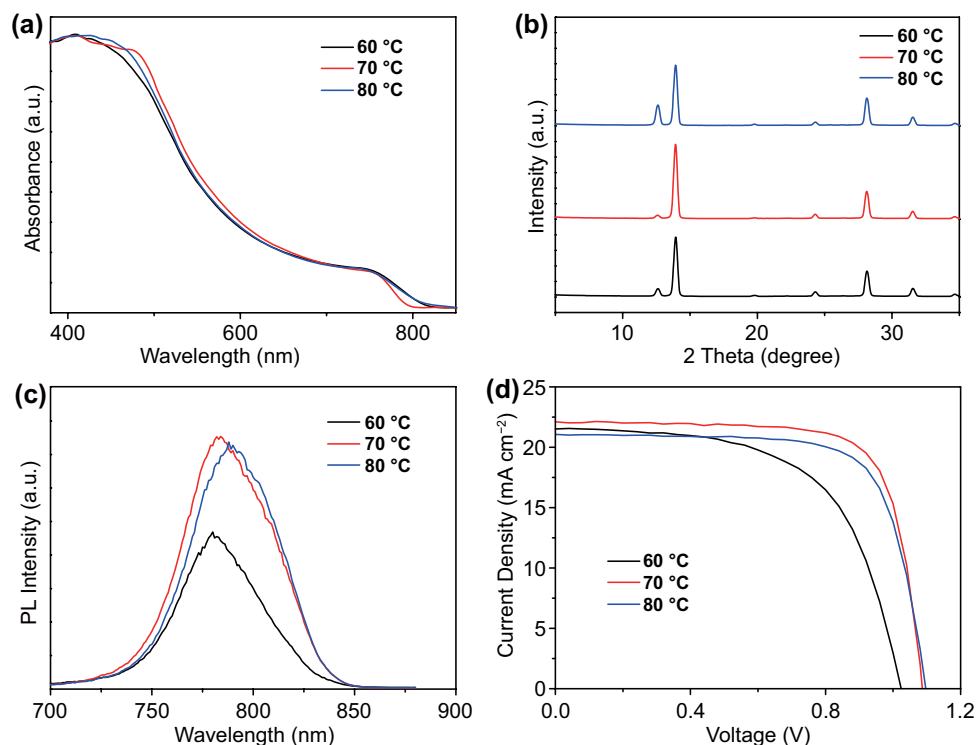 (a)
60 °C
70 °C
80 °C
Absorbance (a.u.)
400
600
800
Wavelength (nm)
(b)
60 °C
70 °C
80 °C
Intensity (a.u.)
10
20
30
2 Theta (degree)
(c)
60 °C
70 °C
80 °C
PL Intensity (a.u.)
700
750
800
850
900
Wavelength (nm)
(d)
25
20
15
10
5
0
60 °C
70 °C
80 °C
Current Density (mA cm⁻²)
0.0
0.4
0.8
1.2
Voltage (V)